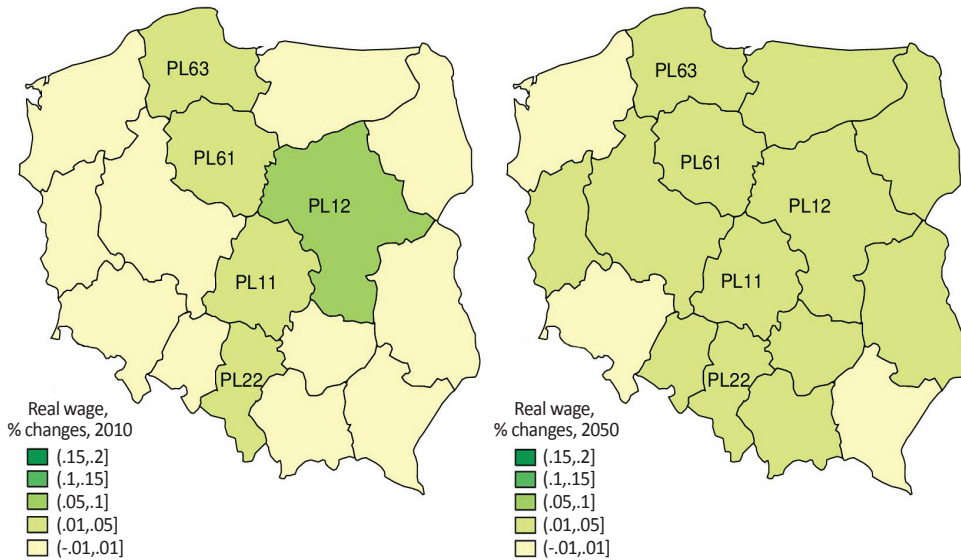 PL63
PL61
PL12
PL11
PL22
Real wage,
% changes, 2010
(.15,.2]
(.1,.15]
(.05,.1]
(.01,.05]
(-.01,.01]
PL63
PL61
PL12
PL11
PL22
Real wage,
% changes, 2050
(.15,.2]
(.1,.15]
(.05,.1]
(.01,.05]
(-.01,.01]